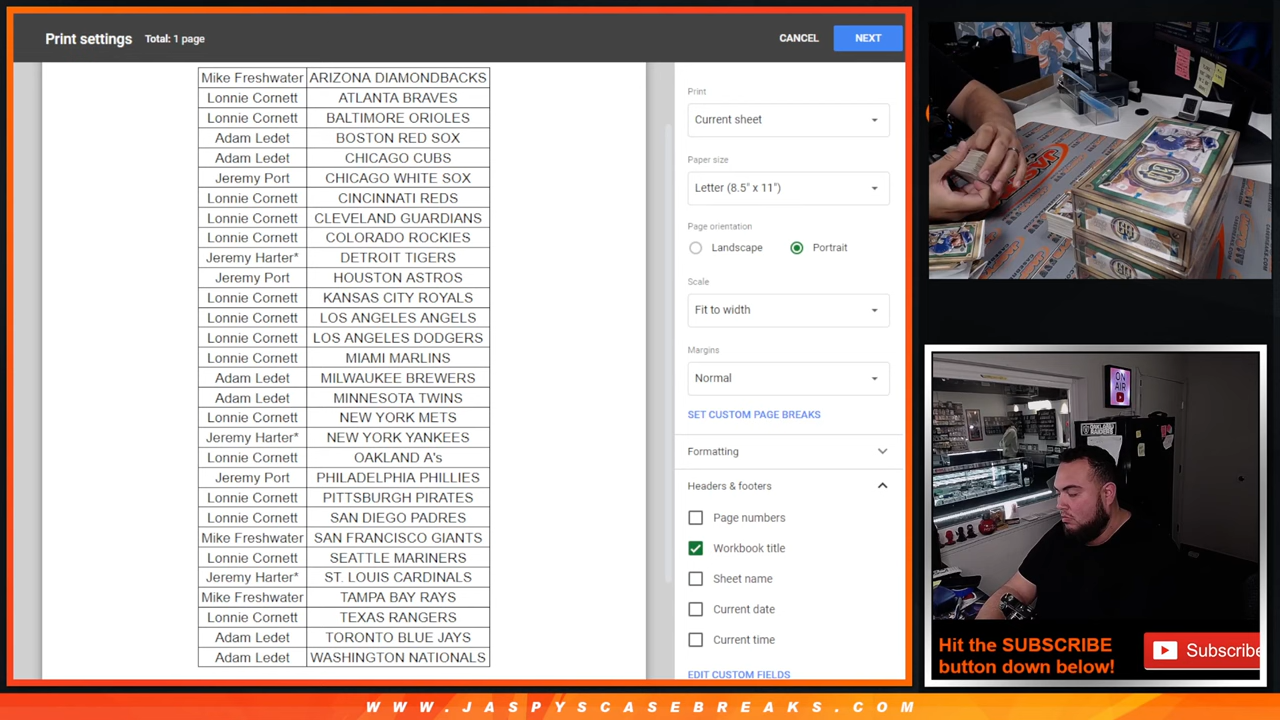 Print settings Total: 1 page CANCEL NEXT
Mike Freshwater ARIZONA DIAMONDBACKS
Lonnie Cornett ATLANTA BRAVES
Lonnie Cornett BALTIMORE ORIOLES
Adam Ledet BOSTON RED SOX
Adam Ledet CHICAGO CUBS
Jeremy Port CHICAGO WHITE SOX
Lonnie Cornett CINCINNATI REDS
Lonnie Cornett CLEVELAND GUARDIANS
Lonnie Cornett COLORADO ROCKIES
Jeremy Harter* DETROIT TIGERS
Jeremy Port HOUSTON ASTROS
Lonnie Cornett KANSAS CITY ROYALS
Lonnie Cornett LOS ANGELES ANGELS
Lonnie Cornett LOS ANGELES DODGERS
Lonnie Cornett MIAMI MARLINS
Adam Ledet MILWAUKEE BREWERS
Adam Ledet MINNESOTA TWINS
Lonnie Cornett NEW YORK METS
Jeremy Harter* NEW YORK YANKEES
Lonnie Cornett OAKLAND A's
Jeremy Port PHILADELPHIA PHILLIES
Lonnie Cornett PITTSBURGH PIRATES
Lonnie Cornett SAN DIEGO PADRES
Mike Freshwater SAN FRANCISCO GIANTS
Lonnie Cornett SEATTLE MARINERS
Jeremy Harter* ST. LOUIS CARDINALS
Mike Freshwater TAMPA BAY RAYS
Lonnie Cornett TEXAS RANGERS
Adam Ledet TORONTO BLUE JAYS
Adam Ledet WASHINGTON NATIONALS
Print
Current sheet
Paper size
Letter (8.5" x 11")
Page orientation
Landscape Portrait
Scale
Fit to width
Margins
Normal
SET CUSTOM PAGE BREAKS
Formatting
Headers & footers
Page numbers
Workbook title
Sheet name
Current date
Current time
EDIT CUSTOM FIELDS
ON
AIR
Hit the SUBSCRIBE
button down below!
Subscribe
WWW.JASPYSCASEBREAKS.COM